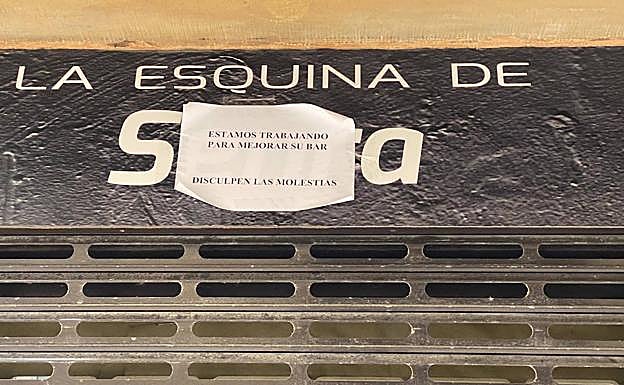 LA ESQUINA DE
ESTAMOS TRABAJANDO
PARA MEJORAR SU BAR
DISCULPEN LAS MOLESTIAS